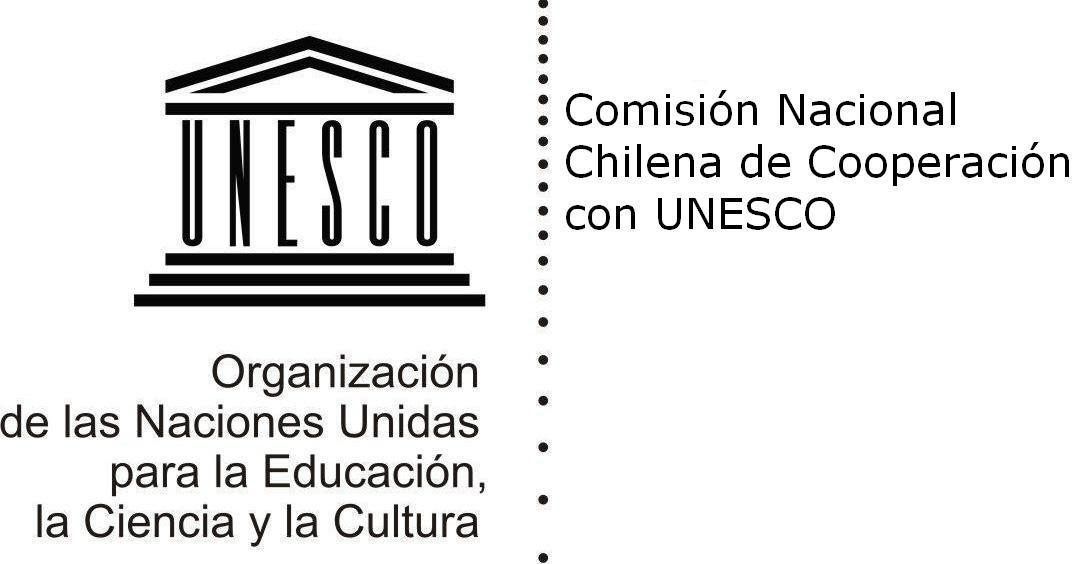 UNESCO
Organización
de las Naciones Unidas
para la Educación,
la Ciencia y la Cultura
Comisión Nacional
Chilena de Cooperación
con UNESCO